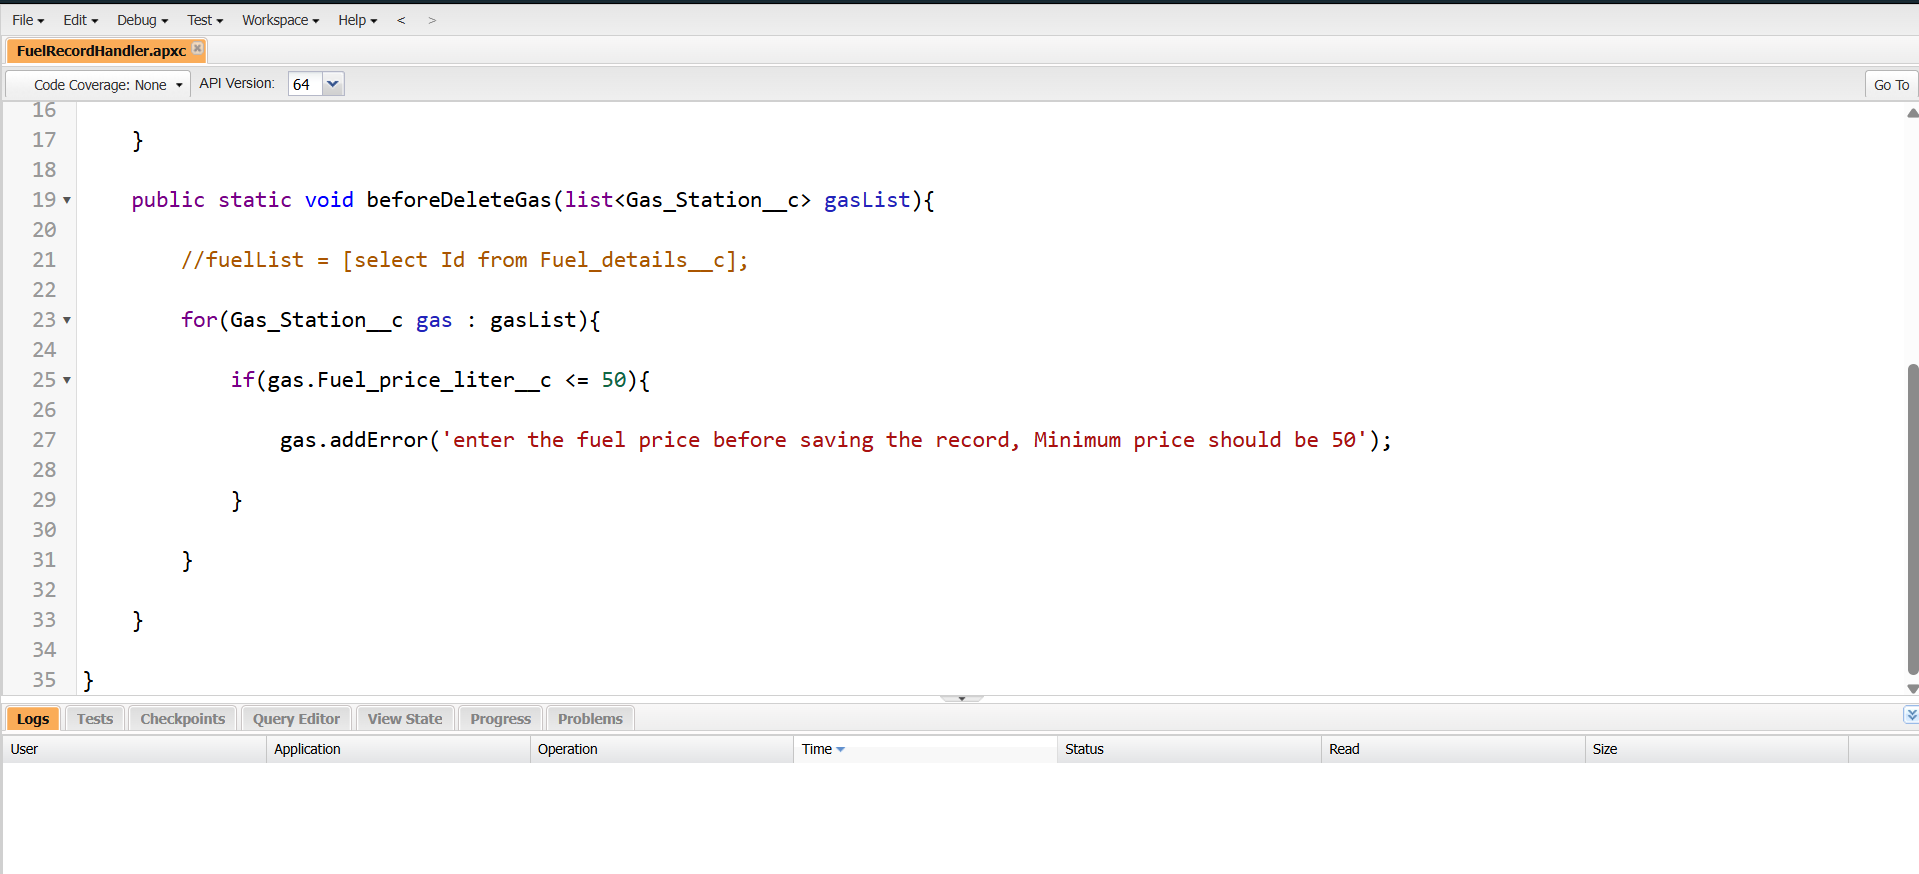 File Edit Debug Test Workspace Help < >
FuelRecordHandler.apxc
Code Coverage: None API Version: 64 Go To
16
17 }
18
19 public static void beforeDeleteGas(list<Gas_Station__c> gasList){
20
21 //fuelList = [select Id from Fuel_details__c];
22
23 for(Gas_Station__c gas : gasList){
24
25 if(gas.Fuel_price_liter__c <= 50){
26
27 gas.addError('enter the fuel price before saving the record, Minimum price should be 50');
28
29 }
30
31 }
32
33 }
34
35 }
Logs Tests Checkpoints Query Editor View State Progress Problems
User Application Operation Time Status Read Size